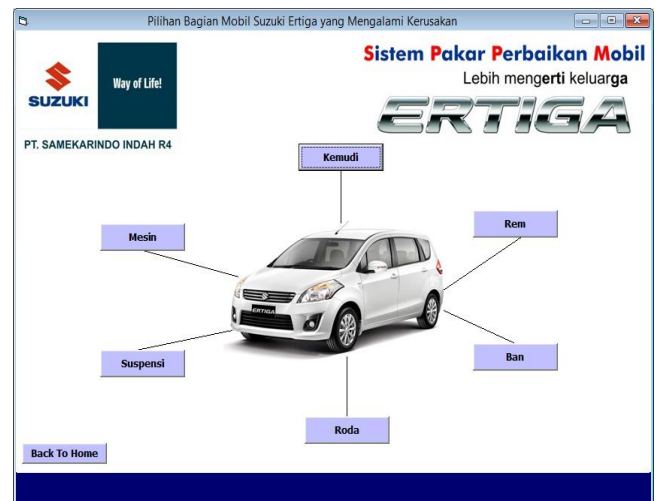 Pilihan Bagian Mobil Suzuki Ertiga yang Mengalami Kerusakan
SUZUKI
Way of Life!
PT. SAMEKARINDO INDAH R4
Sistem Pakar Perbaikan Mobil
Lebih mengerti keluarga
ERTIGA
Kemudi
Mesin
Rem
ERTIGA
Suspensi
Ban
Roda
Back To Home